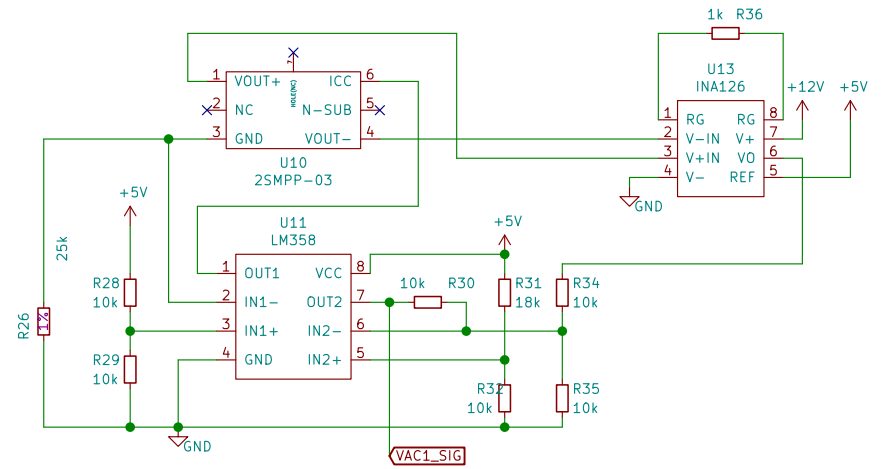 1k R36
U13
INA126
+12V
+5V
1 RG RG 8
2 V-IN V+ 7
3 V+IN VO 6
4 V- REF 5
GND
7
HOLE(NC)
1 VOUT+ ICC 6
2 NC N-SUB 5
3 GND VOUT- 4
U10
2SMPP-03
+5V
25k
R26
1%
R28
10k
R29
10k
U11
LM358
1 OUT1 VCC 8
2 IN1- OUT2 7
3 IN1+ IN2- 6
4 GND IN2+ 5
GND
+5V
10k R30
R31
18k
R34
10k
R32
10k
R35
10k
VAC1_SIG